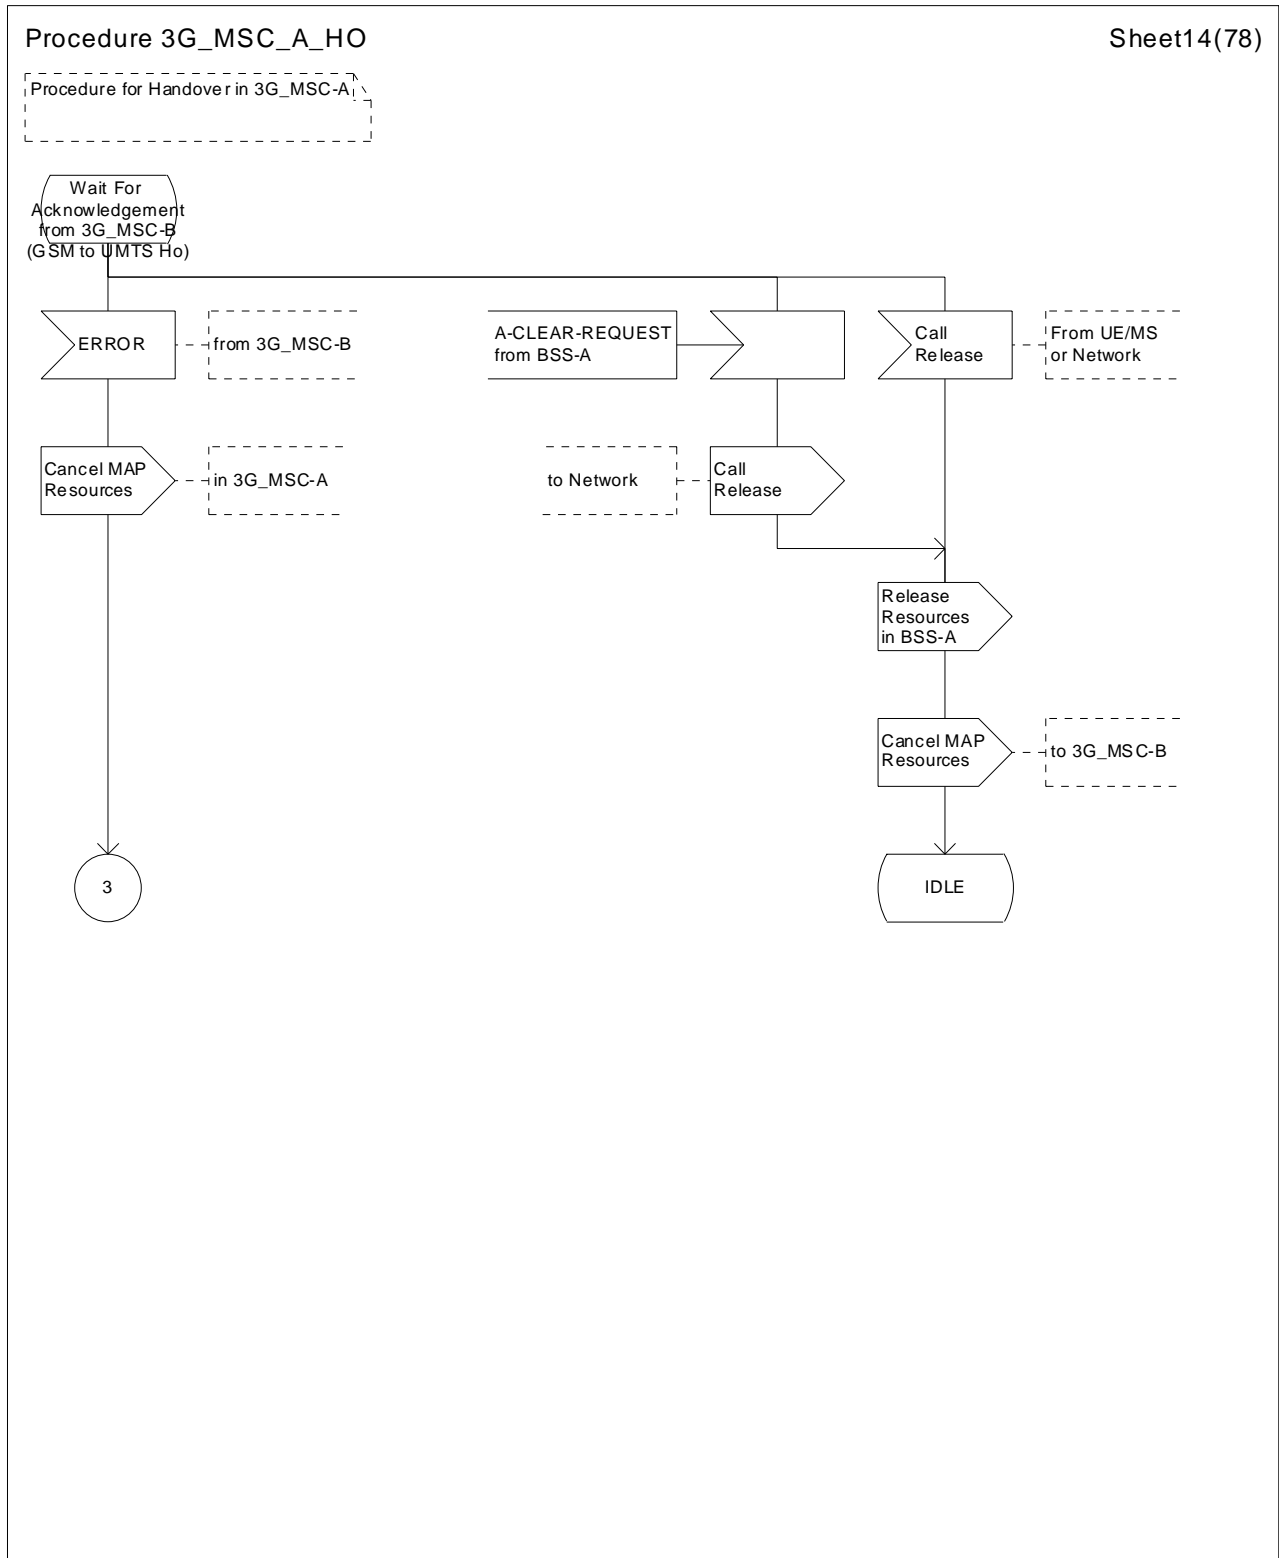 Procedure 3G_MSC_A_HO
Sheet14(78)
Procedure for Handover in 3G_MSC-A
Wait For
Acknowledgement
from 3G_MSC-B
(GSM to UMTS Ho)
ERROR
from 3G_MSC-B
A-CLEAR-REQUEST
from BSS-A
Call
Release
From UE/MS
or Network
Cancel MAP
Resources
in 3G_MSC-A
to Network
Call
Release
Release
Resources
in BSS-A
Cancel MAP
Resources
to 3G_MSC-B
3
IDLE